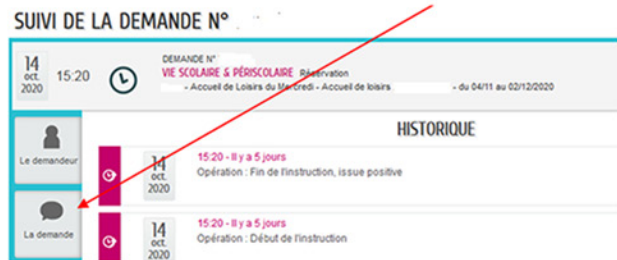 SUIVI DE LA DEMANDE N°
14
oct.
2020
15:20
DEMANDE N°
VIE SCOLAIRE & PÉRISCOLAIRE Réservation
- Accueil de Loisirs du Mercredi - Accueil de loisirs - du 04/11 au 02/12/2020
HISTORIQUE
Le demandeur
14
oct.
2020
15:20 - Il y a 5 jours
Opération : Fin de l'instruction, issue positive
La demande
14
oct.
2020
15:20 - Il y a 5 jours
Opération : Début de l'instruction